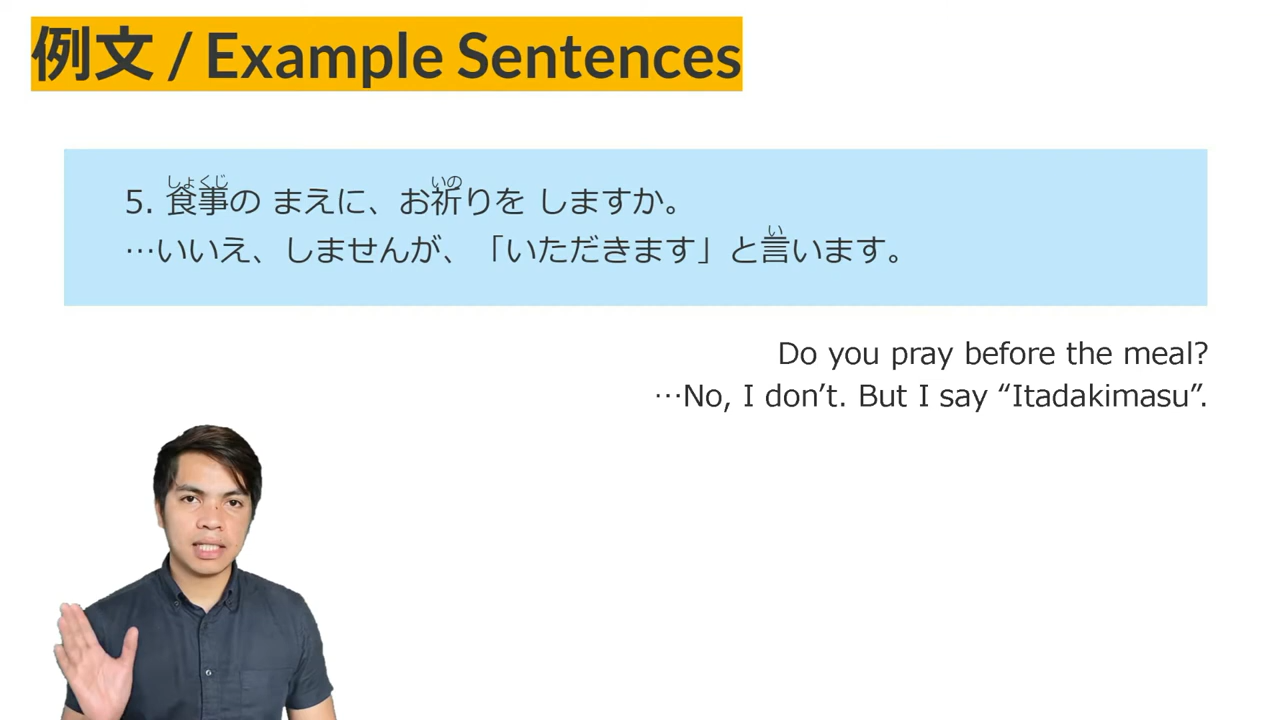 例文 / Example Sentences
しょくじ いの
5. 食事の まえに、お祈りを しますか。
い
…いいえ、しませんが、「いただきます」と言います。
Do you pray before the meal?
…No, I don’t. But I say “Itadakimasu”.